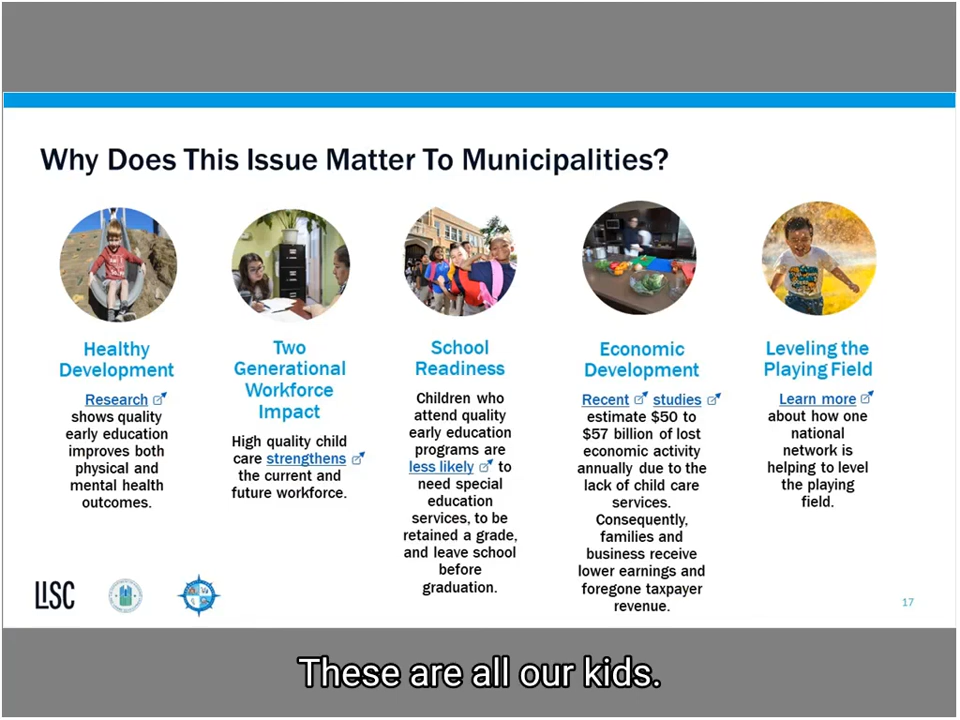 Why Does This Issue Matter To Municipalities?
Healthy
Development
Research
shows quality
early education
improves both
physical and
mental health
outcomes.
Two
Generational
Workforce
Impact
High quality child
care strengthens
the current and
future workforce.
School
Readiness
Children who
attend quality
early education
programs are
less likely to
need special
education
services, to be
retained a grade,
and leave school
before
graduation.
Economic
Development
Recent studies
estimate $50 to
$57 billion of lost
economic activity
annually due to the
lack of child care
services.
Consequently,
families and
business receive
lower earnings and
foregone taxpayer
revenue.
Leveling the
Playing Field
Learn more
about how one
national
network is
helping to level
the playing
field.
LISC
17
These are all our kids.